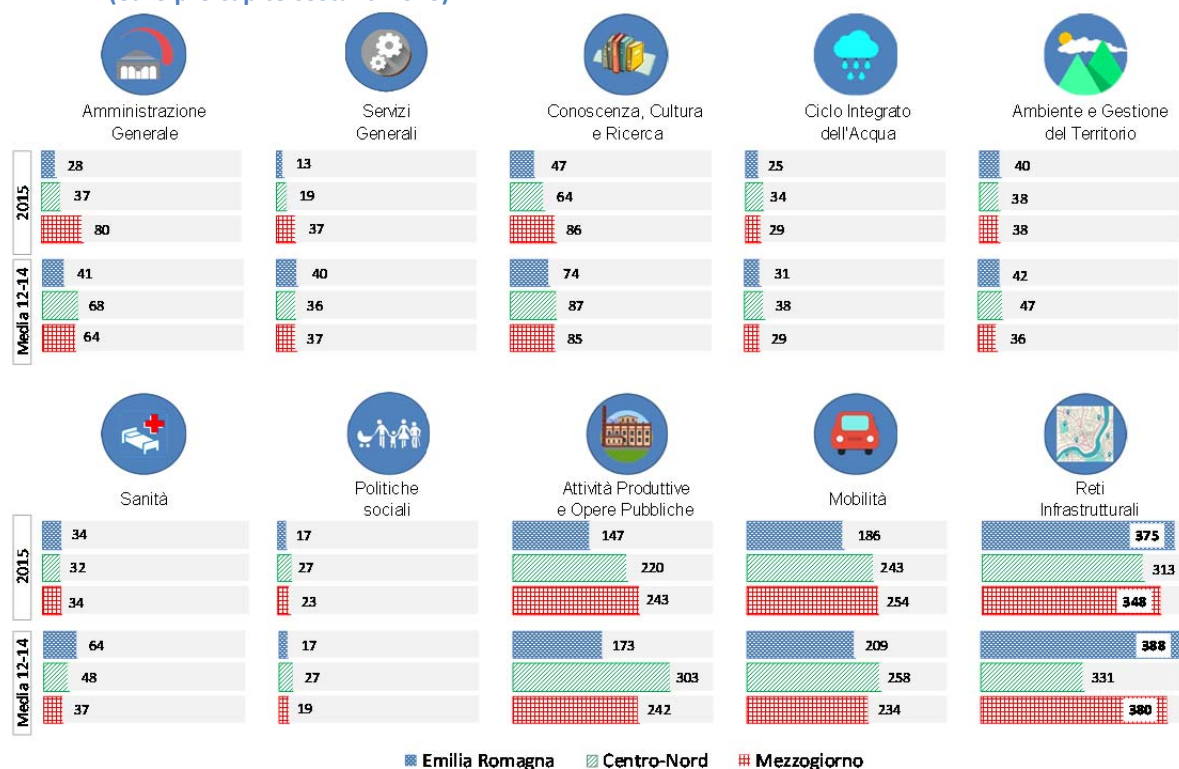 Amministrazione
Generale
Servizi
Generali
Conoscenza, Cultura
e Ricerca
Ciclo Integrato
dell'Acqua
Ambiente e Gestione
del Territorio
2015
28
37
80
13
19
37
47
64
86
25
34
29
40
38
38
Media 12-14
41
68
64
40
36
37
74
87
85
31
38
29
42
47
36
Sanità
Politiche
sociali
Attività Produttive
e Opere Pubbliche
Mobilità
Reti
Infrastrutturali
2015
34
32
34
17
27
23
147
220
243
186
243
254
375
313
348
Media 12-14
64
48
37
17
27
19
173
303
242
209
258
234
388
331
380
Emilia Romagna
Centro-Nord
Mezzogiorno